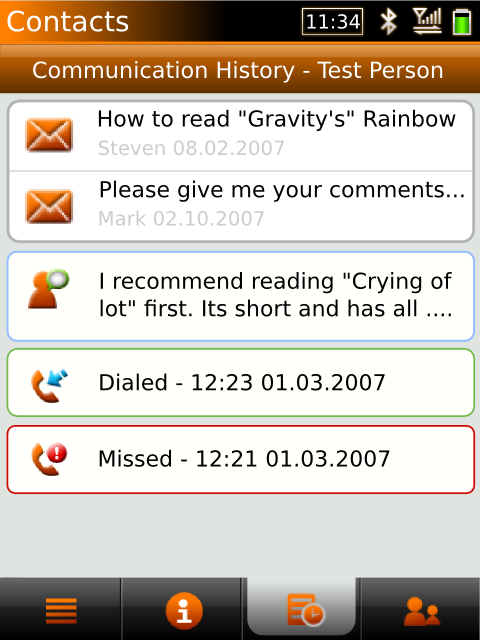 Contacts
11:34
Communication History - Test Person
How to read "Gravity's" Rainbow
Steven 08.02.2007
Please give me your comments...
Mark 02.10.2007
I recommend reading "Crying of
lot" first. Its short and has all ....
Dialed - 12:23 01.03.2007
Missed - 12:21 01.03.2007